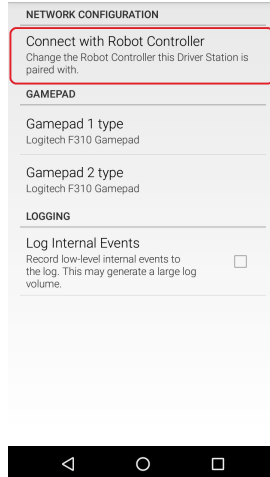 NETWORK CONFIGURATION
Connect with Robot Controller
Change the Robot Controller this Driver Station is
paired with.
GAMEPAD
Gamepad 1 type
Logitech F310 Gamepad
Gamepad 2 type
Logitech F310 Gamepad
LOGGING
Log Internal Events
Record low-level internal events to
the log. This may generate a large log
volume.